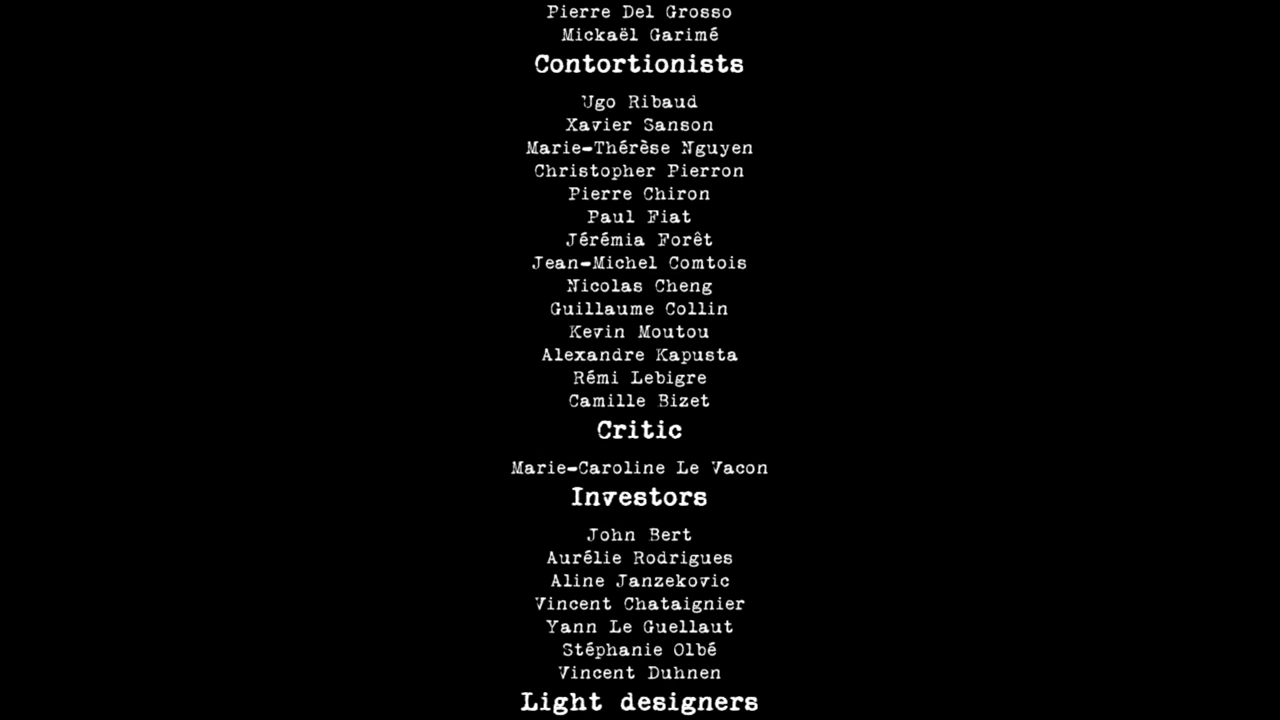 Pierre Del Grosso
Mickaël Garimé
Contortionists
Ugo Ribaud
Xavier Sanson
Marie-Thérèse Nguyen
Christopher Pierron
Pierre Chiron
Paul Fiat
Jérémia Forêt
Jean-Michel Comtois
Nicolas Cheng
Guillaume Collin
Kevin Moutou
Alexandre Kapusta
Rémi Lebigre
Camille Bizet
Critic
Marie-Caroline Le Vacon
Investors
John Bert
Aurélie Rodrigues
Aline Janzekovic
Vincent Chataignier
Yann Le Guellaut
Stéphanie Olbé
Vincent Duhnen
Light designers